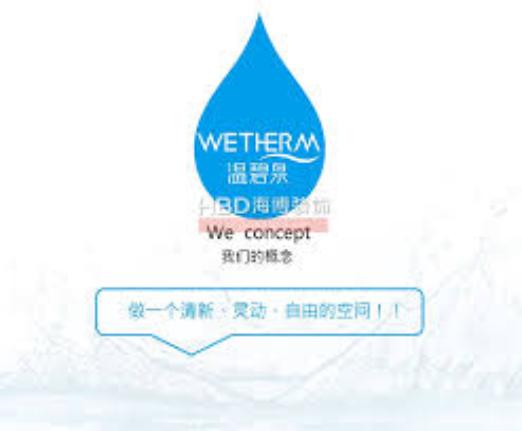 WETHERM
温碧泉
HBD海博装饰
We concept
我们的概念
做一个清新·灵动·自由的空间！！